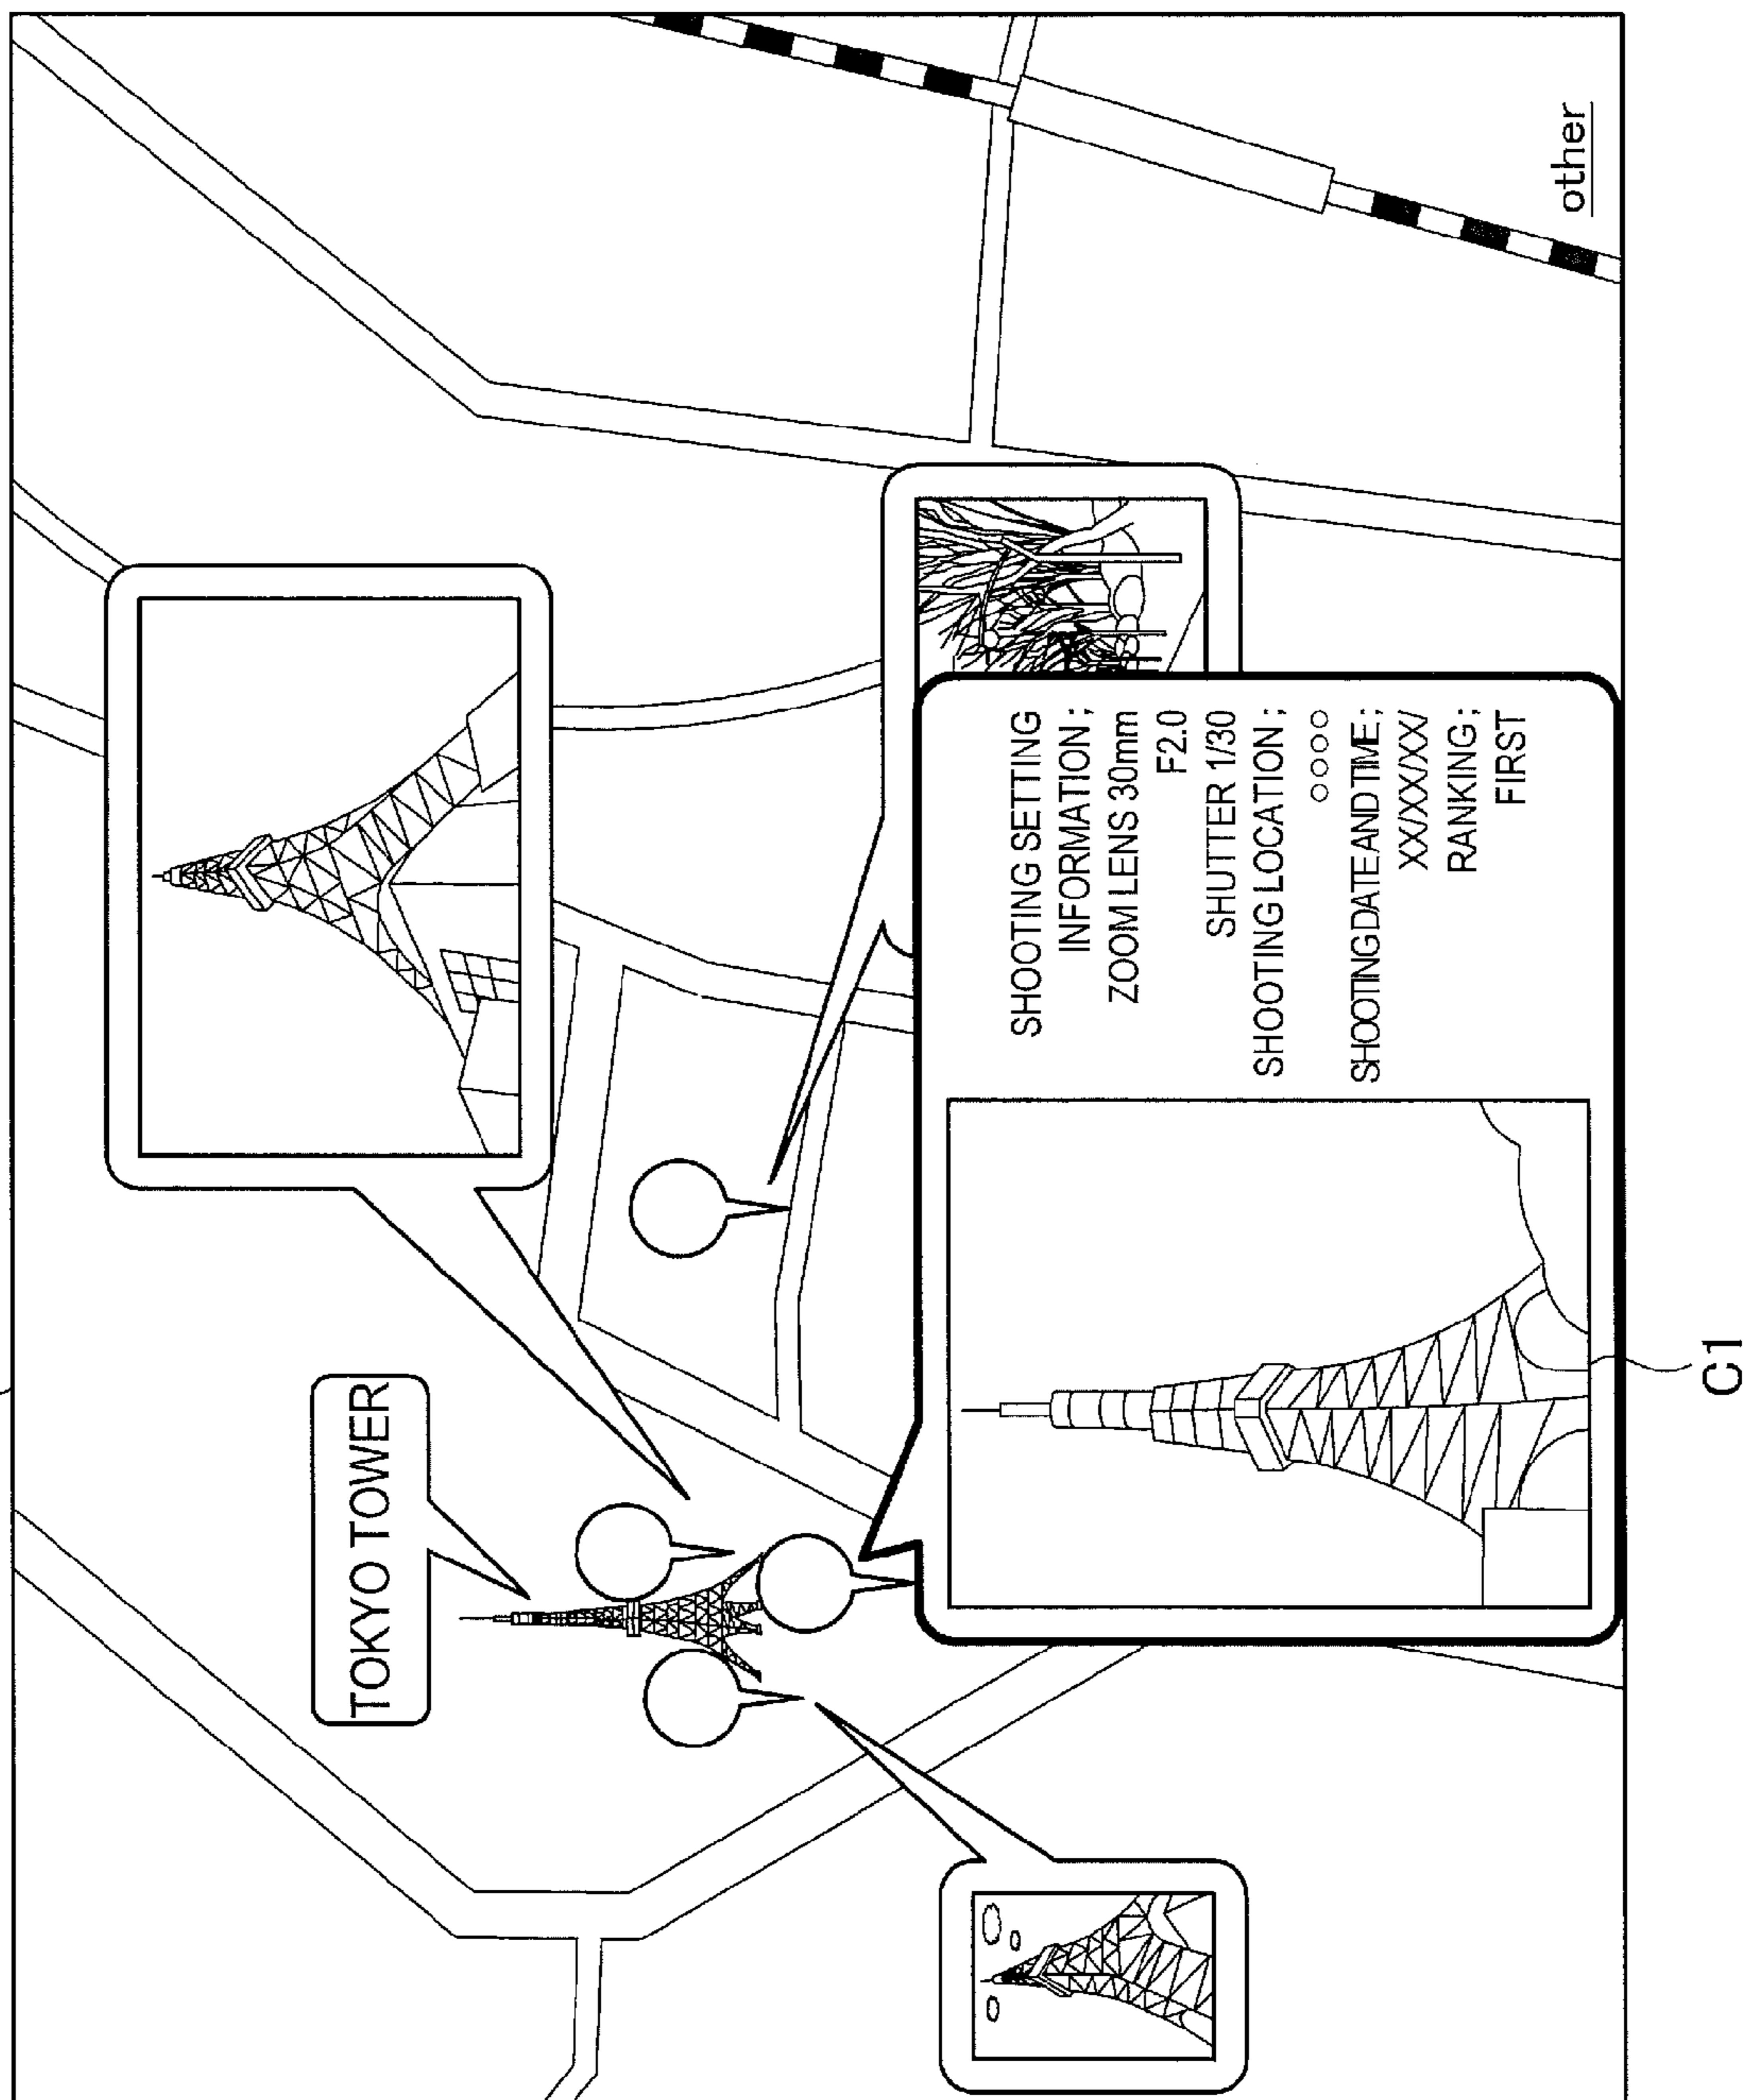 TOKYO TOWER
SHOOTING SETTING
INFORMATION ;
ZOOM LENS 30mm
F2.0
SHUTTER 1/30
SHOOTING LOCATION ;
○○○○
SHOOTING DATE AND TIME ;
XX/XX/XX/
RANKING ;
FIRST
other
C1